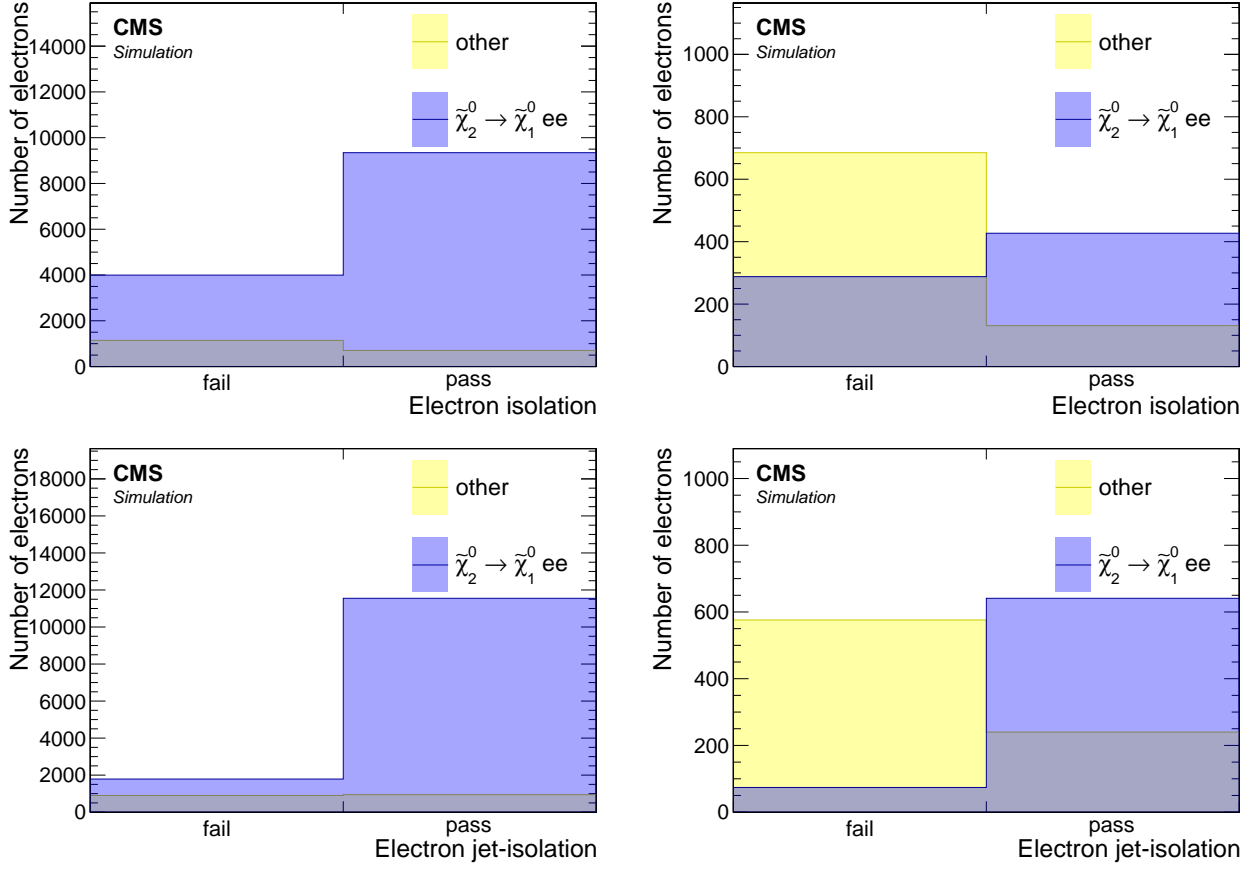 Number of electrons
14000
12000
10000
8000
6000
4000
2000
0
CMS
Simulation
other
χ̃⁰₂ → χ̃⁰₁ ee
fail
pass
Electron isolation
Number of electrons
1000
800
600
400
200
0
CMS
Simulation
other
χ̃⁰₂ → χ̃⁰₁ ee
fail
pass
Electron isolation
Number of electrons
18000
16000
14000
12000
10000
8000
6000
4000
2000
0
CMS
Simulation
other
χ̃⁰₂ → χ̃⁰₁ ee
fail
pass
Electron jet-isolation
Number of electrons
1000
800
600
400
200
0
CMS
Simulation
other
χ̃⁰₂ → χ̃⁰₁ ee
fail
pass
Electron jet-isolation